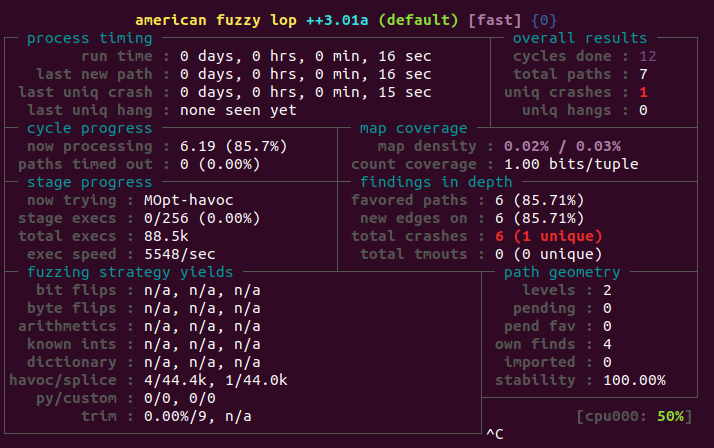 american fuzzy lop ++3.01a (default) [fast] {0}
process timing overall results
run time : 0 days, 0 hrs, 0 min, 16 sec cycles done : 12
last new path : 0 days, 0 hrs, 0 min, 16 sec total paths : 7
last uniq crash : 0 days, 0 hrs, 0 min, 15 sec uniq crashes : 1
last uniq hang : none seen yet uniq hangs : 0
cycle progress map coverage
now processing : 6.19 (85.7%) map density : 0.02% / 0.03%
paths timed out : 0 (0.00%) count coverage : 1.00 bits/tuple
stage progress findings in depth
now trying : MOpt-havoc favored paths : 6 (85.71%)
stage execs : 0/256 (0.00%) new edges on : 6 (85.71%)
total execs : 88.5k total crashes : 6 (1 unique)
exec speed : 5548/sec total tmouts : 0 (0 unique)
fuzzing strategy yields path geometry
bit flips : n/a, n/a, n/a levels : 2
byte flips : n/a, n/a, n/a pending : 0
arithmetics : n/a, n/a, n/a pend fav : 0
known ints : n/a, n/a, n/a own finds : 4
dictionary : n/a, n/a, n/a imported : 0
havoc/splice : 4/44.4k, 1/44.0k stability : 100.00%
py/custom : 0/0, 0/0
trim : 0.00%/9, n/a [cpu000: 50%]
^C